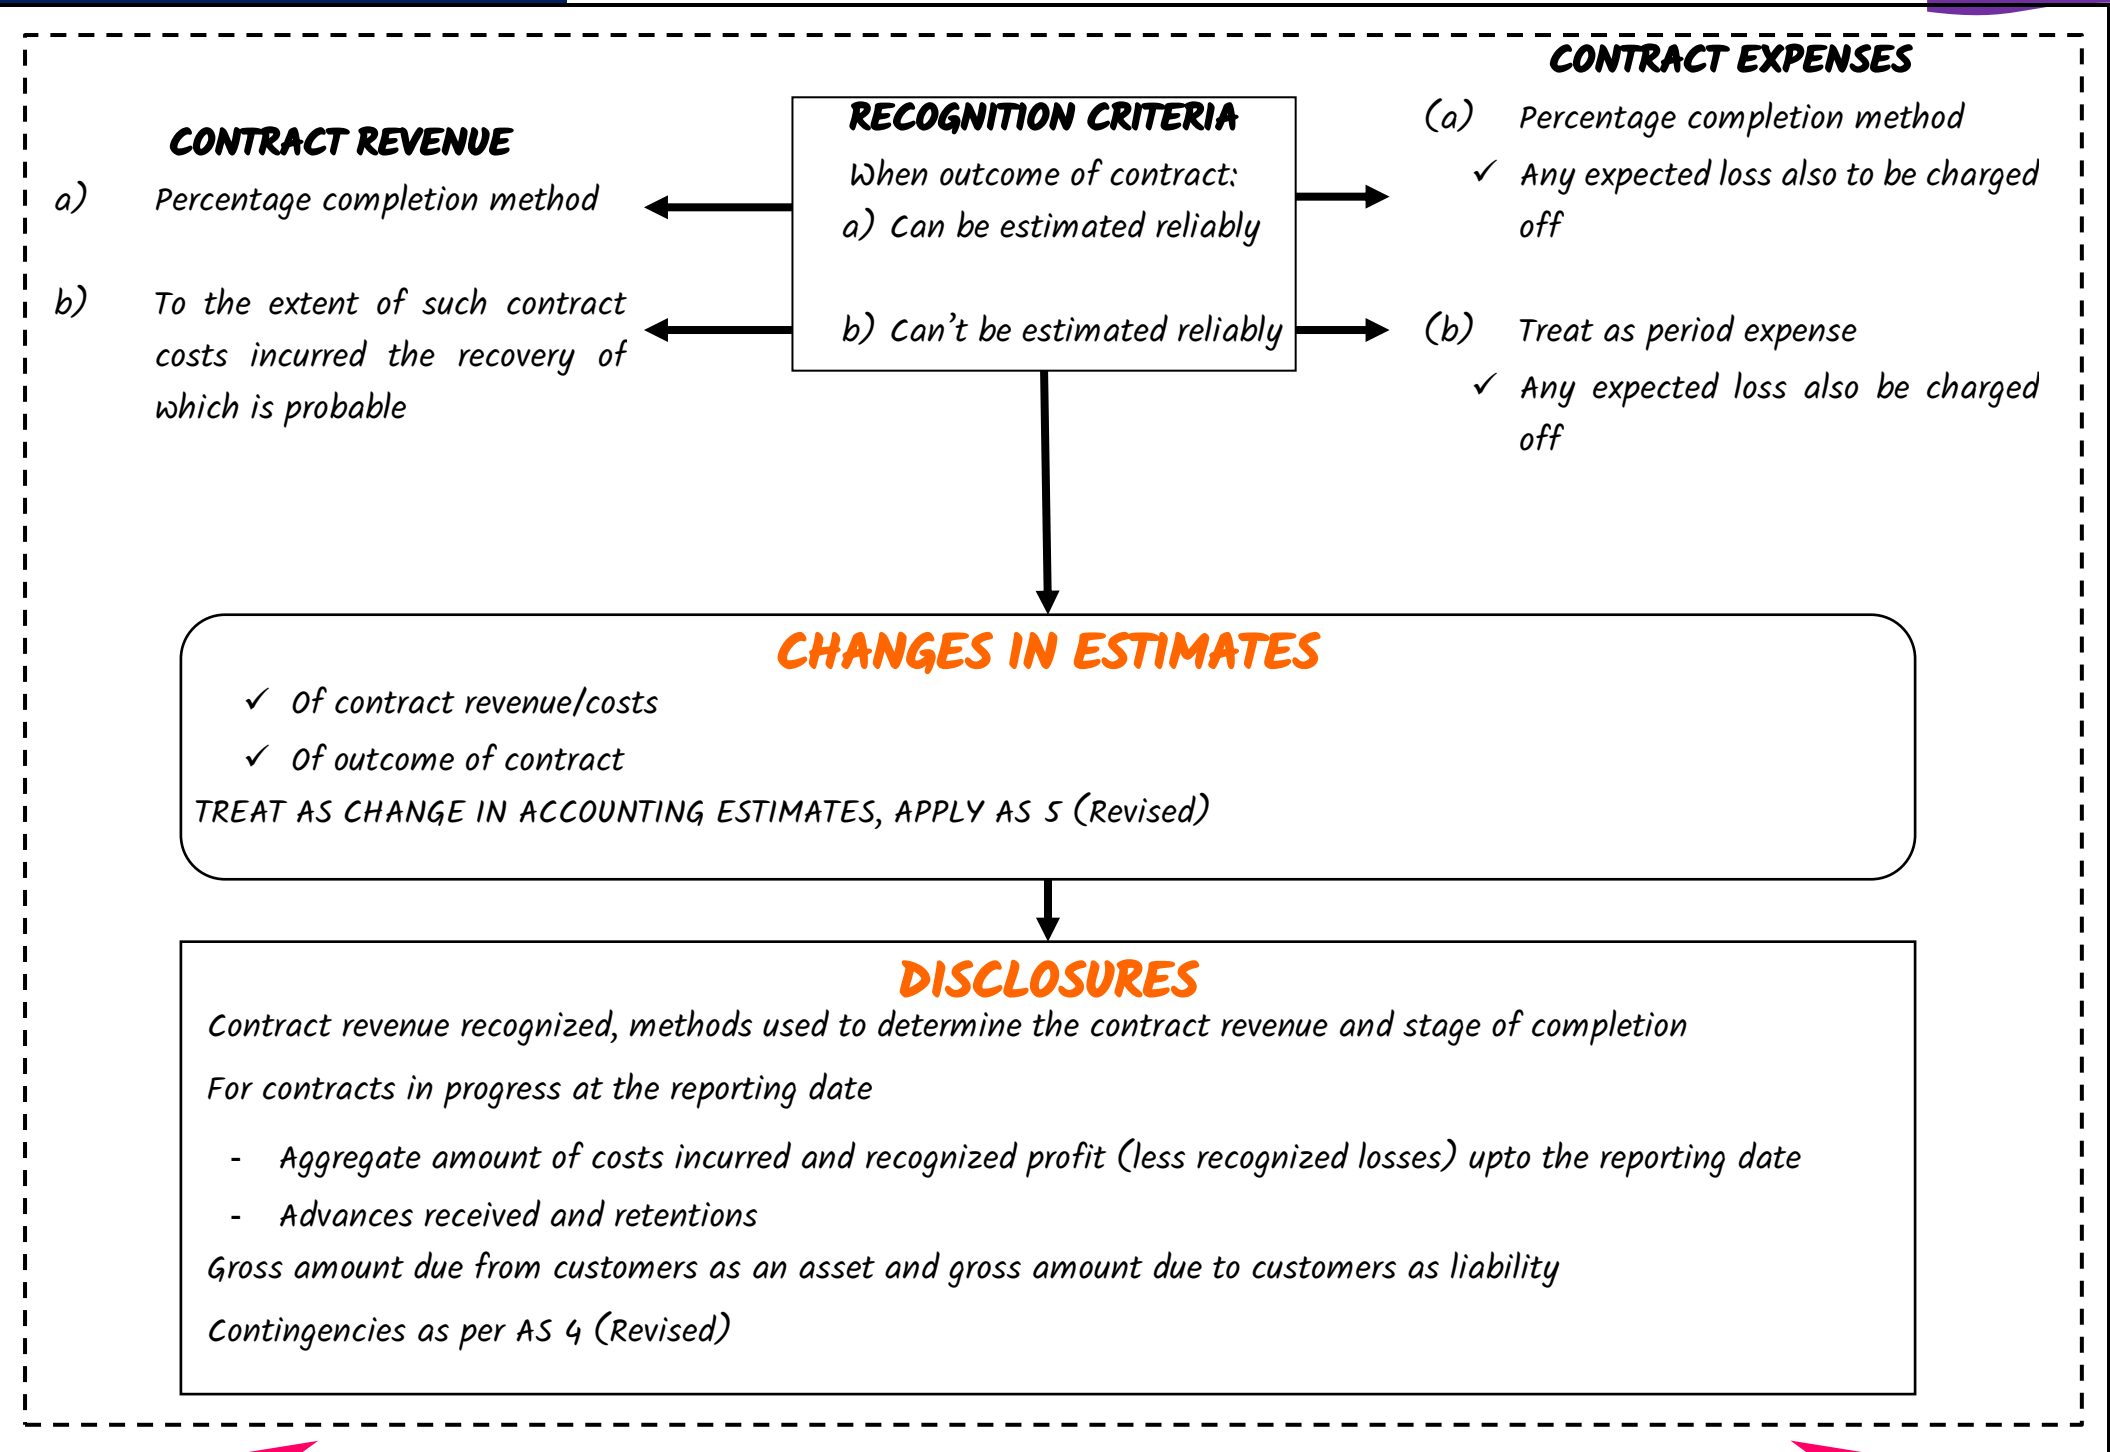 CONTRACT REVENUE
a) Percentage completion method
b) To the extent of such contract
costs incurred the recovery of
which is probable
RECOGNITION CRITERIA
When outcome of contract:
a) Can be estimated reliably
b) Can't be estimated reliably
CONTRACT EXPENSES
(a) Percentage completion method
✓ Any expected loss also to be charged
off
(b) Treat as period expense
✓ Any expected loss also be charged
off
CHANGES IN ESTIMATES
✓ Of contract revenue/costs
✓ Of outcome of contract
TREAT AS CHANGE IN ACCOUNTING ESTIMATES, APPLY AS 5 (Revised)
DISCLOSURES
Contract revenue recognized, methods used to determine the contract revenue and stage of completion
For contracts in progress at the reporting date
- Aggregate amount of costs incurred and recognized profit (less recognized losses) upto the reporting date
- Advances received and retentions
Gross amount due from customers as an asset and gross amount due to customers as liability
Contingencies as per AS 4 (Revised)